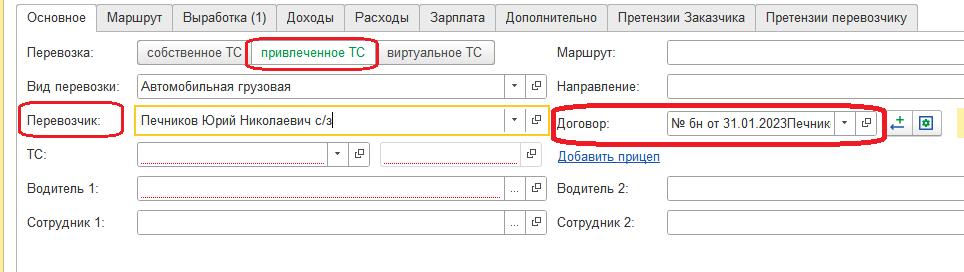 Основное Маршрут Выработка (1) Доходы Расходы Зарплата Дополнительно Претензии Заказчика Претензии перевозчику
Перевозка: собственное ТС привлеченное ТС виртуальное ТС Маршрут:
Вид перевозки: Автомобильная грузовая Направление:
Перевозчик: Печников Юрий Николаевич с/з Договор: № бн от 31.01.2023Печник
ТС: Добавить прицеп
Водитель 1: ... Водитель 2:
Сотрудник 1: ... Сотрудник 2: